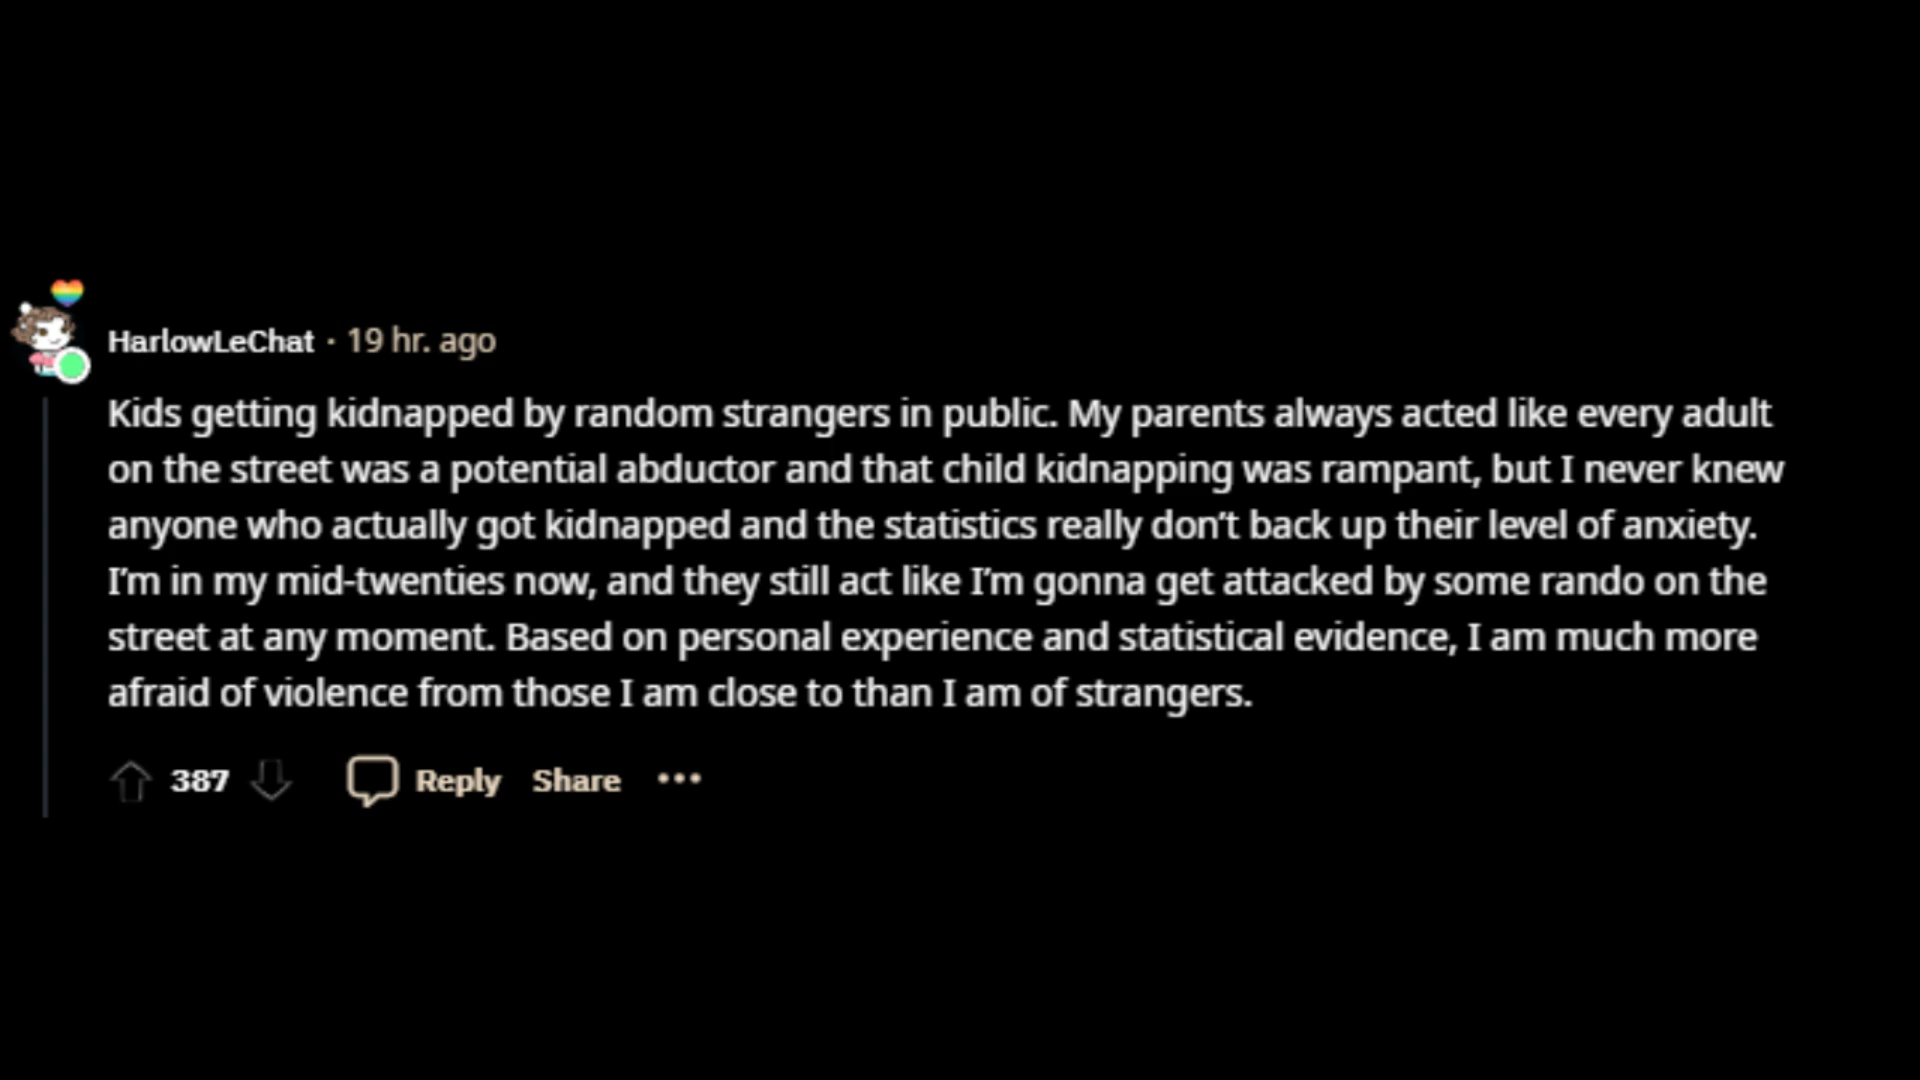 HarlowLeChat · 19 hr. ago
Kids getting kidnapped by random strangers in public. My parents always acted like every adult
on the street was a potential abductor and that child kidnapping was rampant, but I never knew
anyone who actually got kidnapped and the statistics really don’t back up their level of anxiety.
I’m in my mid-twenties now, and they still act like I’m gonna get attacked by some rando on the
street at any moment. Based on personal experience and statistical evidence, I am much more
afraid of violence from those I am close to than I am of strangers.
387 Reply Share •••